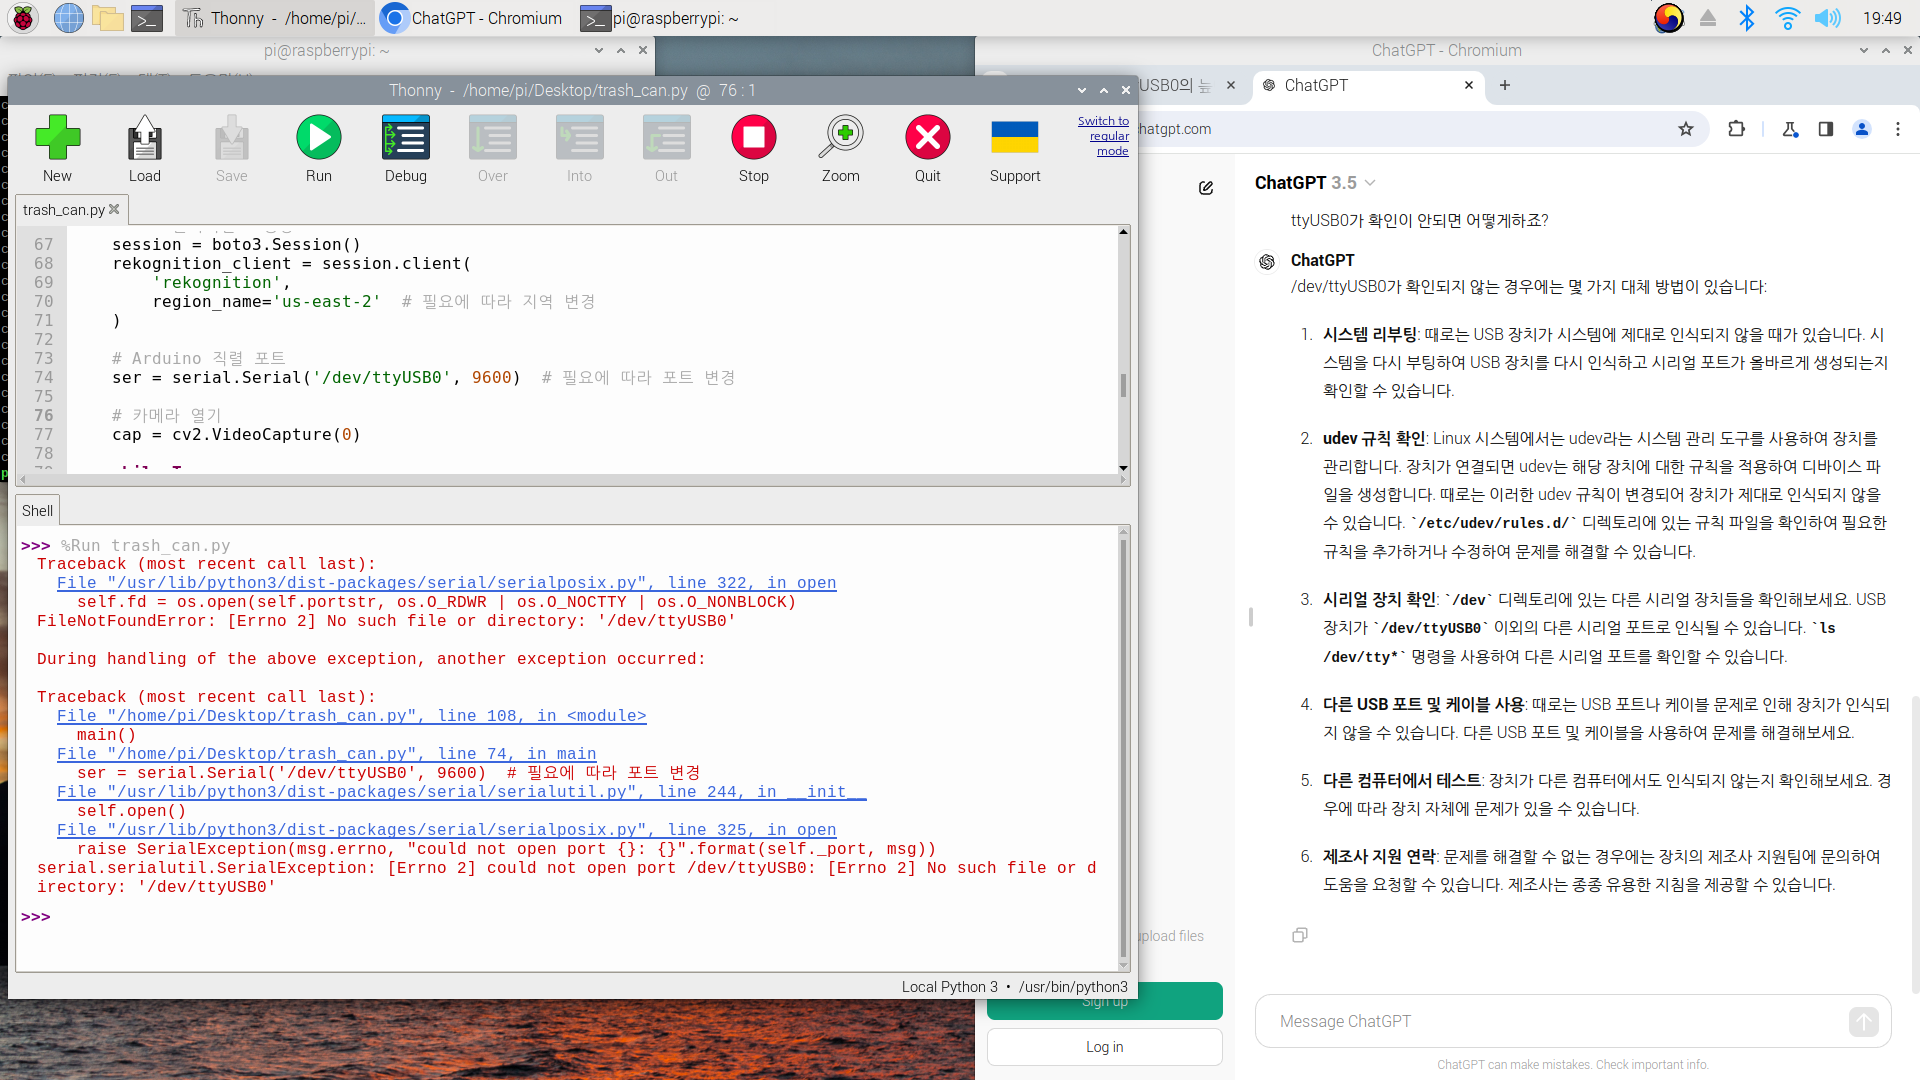 Thonny - /home/pi/...
ChatGPT - Chromium
pi@raspberrypi: ~
19:49
pi@raspberrypi: ~
ChatGPT - Chromium
Thonny - /home/pi/Desktop/trash_can.py @ 76 : 1
USB0의 높
ChatGPT
New
Load
Save
Run
Debug
Over
Into
Out
Stop
Zoom
Quit
Support
Switch to
regular
mode
chatgpt.com
trash_can.py
67 session = boto3.Session()
68 rekognition_client = session.client(
69 'rekognition',
70 region_name='us-east-2' # 필요에 따라 지역 변경
71 )
72
73 # Arduino 직렬 포트
74 ser = serial.Serial('/dev/ttyUSB0', 9600) # 필요에 따라 포트 변경
75
76 # 카메라 열기
77 cap = cv2.VideoCapture(0)
78
Shell
>>> %Run trash_can.py
Traceback (most recent call last):
File "/usr/lib/python3/dist-packages/serial/serialposix.py", line 322, in open
self.fd = os.open(self.portstr, os.O_RDWR | os.O_NOCTTY | os.O_NONBLOCK)
FileNotFoundError: [Errno 2] No such file or directory: '/dev/ttyUSB0'
During handling of the above exception, another exception occurred:
Traceback (most recent call last):
File "/home/pi/Desktop/trash_can.py", line 108, in <module>
main()
File "/home/pi/Desktop/trash_can.py", line 74, in main
ser = serial.Serial('/dev/ttyUSB0', 9600) # 필요에 따라 포트 변경
File "/usr/lib/python3/dist-packages/serial/serialutil.py", line 244, in __init__
self.open()
File "/usr/lib/python3/dist-packages/serial/serialposix.py", line 325, in open
raise SerialException(msg.errno, "could not open port {}: {}".format(self._port, msg))
serial.serialutil.SerialException: [Errno 2] could not open port /dev/ttyUSB0: [Errno 2] No such file or d
irectory: '/dev/ttyUSB0'
>>>
Local Python 3 • /usr/bin/python3
upload files
Sign up
Log in
ChatGPT 3.5
ttyUSB0가 확인이 안되면 어떻게하죠?
ChatGPT
/dev/ttyUSB0가 확인되지 않는 경우에는 몇 가지 대체 방법이 있습니다:
1. 시스템 리부팅: 때로는 USB 장치가 시스템에 제대로 인식되지 않을 때가 있습니다. 시
스템을 다시 부팅하여 USB 장치를 다시 인식하고 시리얼 포트가 올바르게 생성되는지
확인할 수 있습니다.
2. udev 규칙 확인: Linux 시스템에서는 udev라는 시스템 관리 도구를 사용하여 장치를
관리합니다. 장치가 연결되면 udev는 해당 장치에 대한 규칙을 적용하여 디바이스 파
일을 생성합니다. 때로는 이러한 udev 규칙이 변경되어 장치가 제대로 인식되지 않을
수 있습니다. `/etc/udev/rules.d/` 디렉토리에 있는 규칙 파일을 확인하여 필요한
규칙을 추가하거나 수정하여 문제를 해결할 수 있습니다.
3. 시리얼 장치 확인: `/dev` 디렉토리에 있는 다른 시리얼 장치들을 확인해보세요. USB
장치가 `/dev/ttyUSB0` 이외의 다른 시리얼 포트로 인식될 수 있습니다. `ls
/dev/tty*` 명령을 사용하여 다른 시리얼 포트를 확인할 수 있습니다.
4. 다른 USB 포트 및 케이블 사용: 때로는 USB 포트나 케이블 문제로 인해 장치가 인식되
지 않을 수 있습니다. 다른 USB 포트 및 케이블을 사용하여 문제를 해결해보세요.
5. 다른 컴퓨터에서 테스트: 장치가 다른 컴퓨터에서도 인식되지 않는지 확인해보세요. 경
우에 따라 장치 자체에 문제가 있을 수 있습니다.
6. 제조사 지원 연락: 문제를 해결할 수 없는 경우에는 장치의 제조사 지원팀에 문의하여
도움을 요청할 수 있습니다. 제조사는 종종 유용한 지침을 제공할 수 있습니다.
Message ChatGPT
ChatGPT can make mistakes. Check important info.